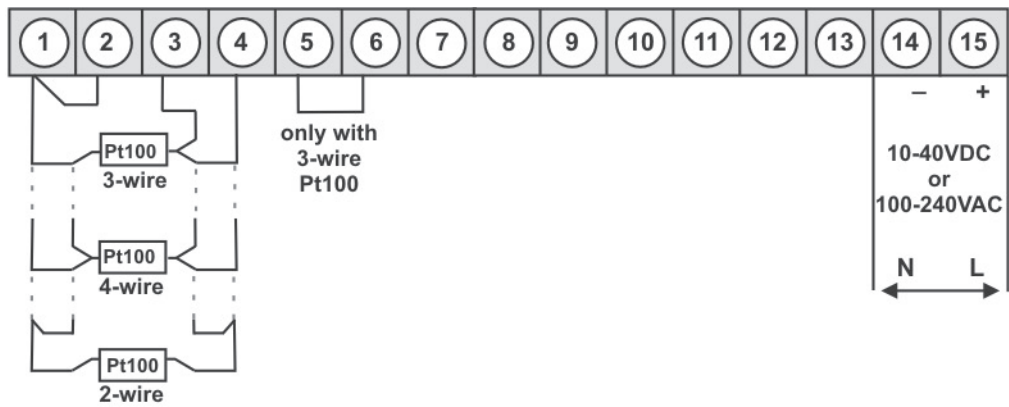 1 2 3 4 5 6 7 8 9 10 11 12 13 14 15
– +
Pt100
3-wire
only with
3-wire
Pt100
10-40VDC
or
100-240VAC
Pt100
4-wire
N L
Pt100
2-wire